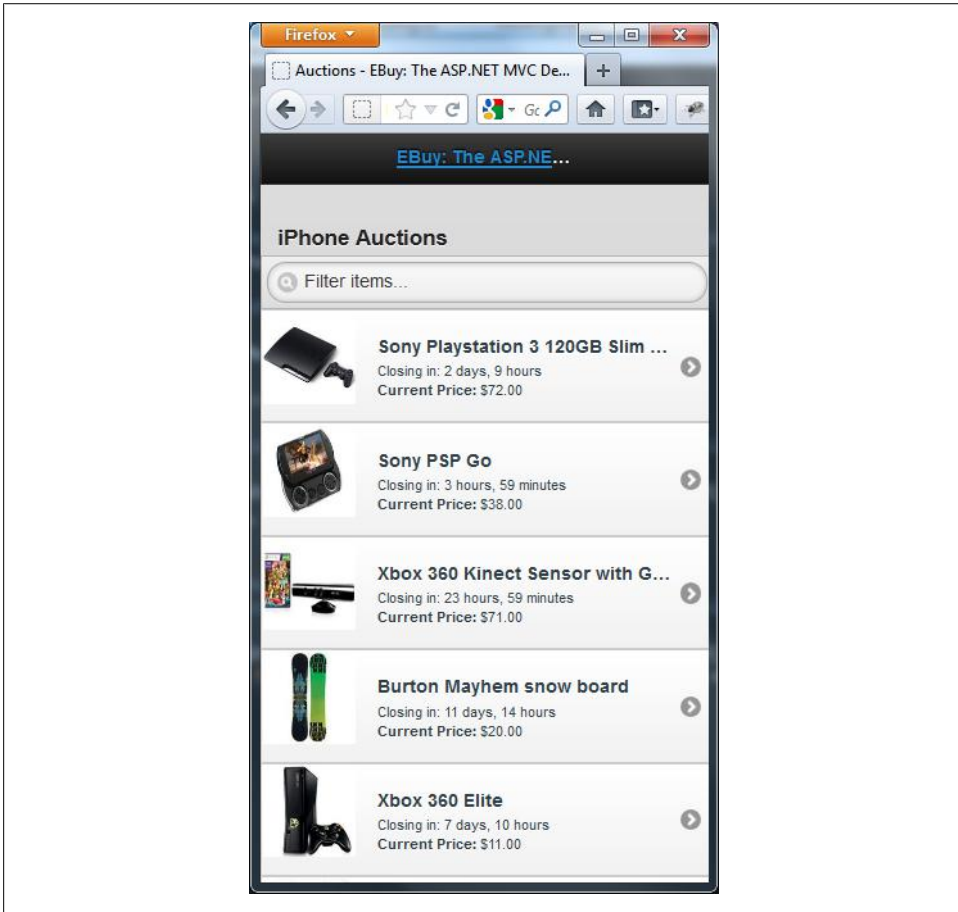 Firefox
Auctions - EBuy: The ASP.NET MVC De...
EBuy: The ASP.NE...
iPhone Auctions
Filter items...
Sony Playstation 3 120GB Slim ...
Closing in: 2 days, 9 hours
Current Price: $72.00
Sony PSP Go
Closing in: 3 hours, 59 minutes
Current Price: $38.00
Xbox 360 Kinect Sensor with G...
Closing in: 23 hours, 59 minutes
Current Price: $71.00
Burton Mayhem snow board
Closing in: 11 days, 14 hours
Current Price: $20.00
Xbox 360 Elite
Closing in: 7 days, 10 hours
Current Price: $11.00